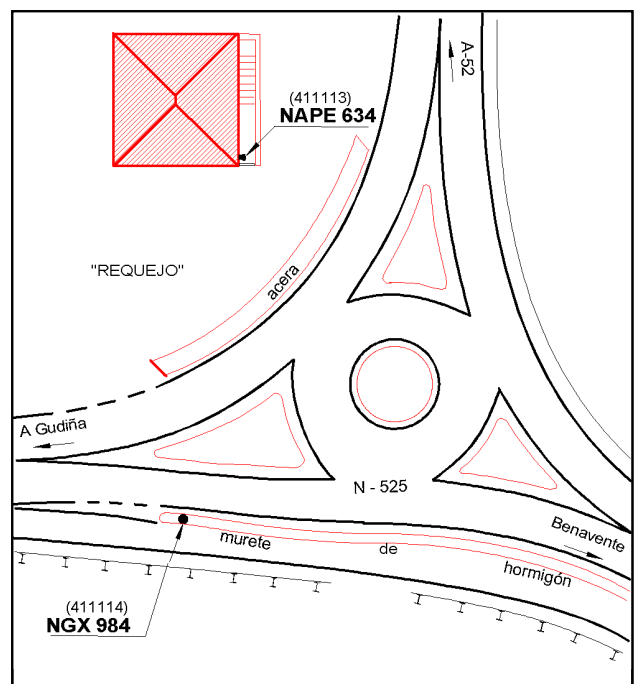 A-52
(411113)
NAPE 634
"REQUEJO"
acera
A Gudiña
N - 525
Benavente
murete de hormigón
(411114)
NGX 984